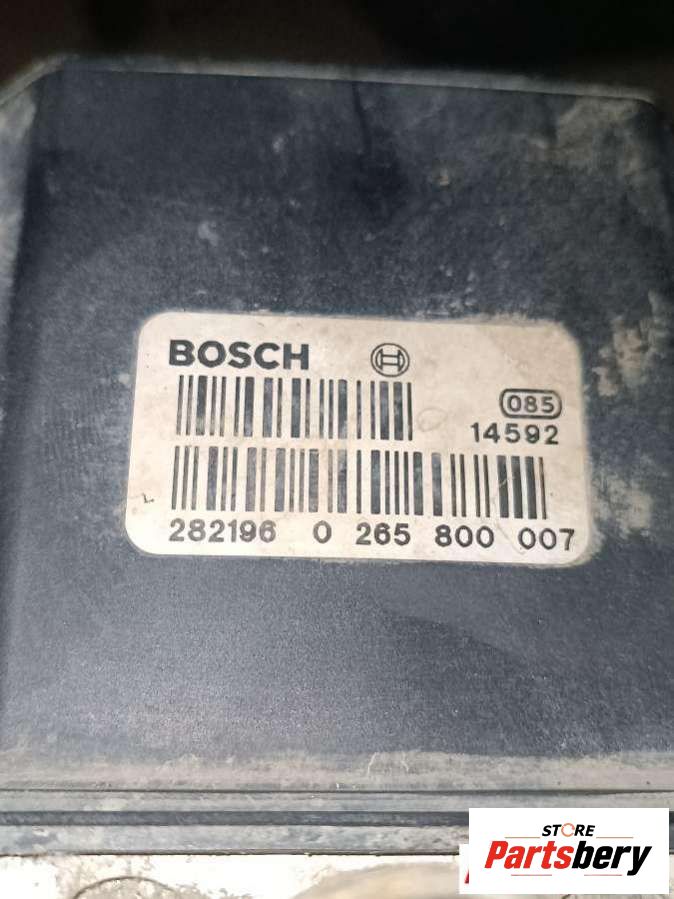 BOSCH
085
14592
282196 0 265 800 007
STORE
Partsbery